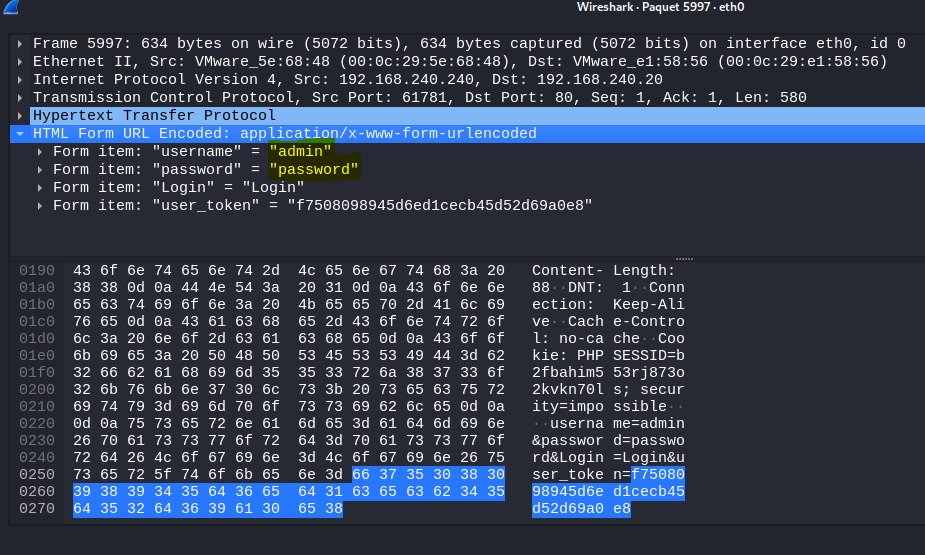 Wireshark · Paquet 5997 · eth0
Frame 5997: 634 bytes on wire (5072 bits), 634 bytes captured (5072 bits) on interface eth0, id 0
Ethernet II, Src: VMware_5e:68:48 (00:0c:29:5e:68:48), Dst: VMware_e1:58:56 (00:0c:29:e1:58:56)
Internet Protocol Version 4, Src: 192.168.240.240, Dst: 192.168.240.20
Transmission Control Protocol, Src Port: 61781, Dst Port: 80, Seq: 1, Ack: 1, Len: 580
Hypertext Transfer Protocol
HTML Form URL Encoded: application/x-www-form-urlencoded
Form item: "username" = "admin"
Form item: "password" = "password"
Form item: "Login" = "Login"
Form item: "user_token" = "f7508098945d6ed1cecb45d52d69a0e8"
0190 43 6f 6e 74 65 6e 74 2d 4c 65 6e 67 74 68 3a 20 Content- Length:
01a0 38 38 0d 0a 44 4e 54 3a 20 31 0d 0a 43 6f 6e 6e 88··DNT: 1··Conn
01b0 65 63 74 69 6f 6e 3a 20 4b 65 65 70 2d 41 6c 69 ection: Keep-Ali
01c0 76 65 0d 0a 43 61 63 68 65 2d 43 6f 6e 74 72 6f ve··Cach e-Contro
01d0 6c 3a 20 6e 6f 2d 63 61 63 68 65 0d 0a 43 6f 6f l: no-ca che··Coo
01e0 6b 69 65 3a 20 50 48 50 53 45 53 53 49 44 3d 62 kie: PHP SESSID=b
01f0 32 66 62 61 68 69 6d 35 35 33 72 6a 38 37 33 6f 2fbahim5 53rj873o
0200 32 6b 76 6b 6e 37 30 6c 73 3b 20 73 65 63 75 72 2kvkn70l s; secur
0210 69 74 79 3d 69 6d 70 6f 73 73 69 62 6c 65 0d 0a ity=impo ssible··
0220 0d 0a 75 73 65 72 6e 61 6d 65 3d 61 64 6d 69 6e ··userna me=admin
0230 26 70 61 73 73 77 6f 72 64 3d 70 61 73 73 77 6f &passwor d=passwo
0240 72 64 26 4c 6f 67 69 6e 3d 4c 6f 67 69 6e 26 75 rd&Login =Login&u
0250 73 65 72 5f 74 6f 6b 65 6e 3d 66 37 35 30 38 30 ser_toke n=f75080
0260 39 38 39 34 35 64 36 65 64 31 63 65 63 62 34 35 98945d6e d1cecb45
0270 64 35 32 64 36 39 61 30 65 38 d52d69a0 e8